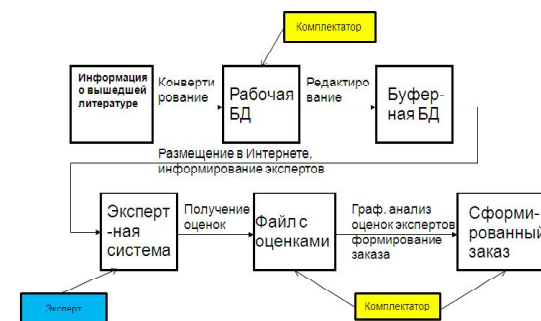 Комплектатор
Информация
о вышедшей
литературе
Конверти
рование
Рабочая
БД
Редактиро
вание
Буфер-
ная БД
Размещение в Интернете,
информирование экспертов
Эксперт
-ная
система
Получение
оценок
Файл с
оценками
Граф. анализ
оценок экспертов
формирование
заказа
Сформи-
рованный
заказ
Эксперт
Комплектатор